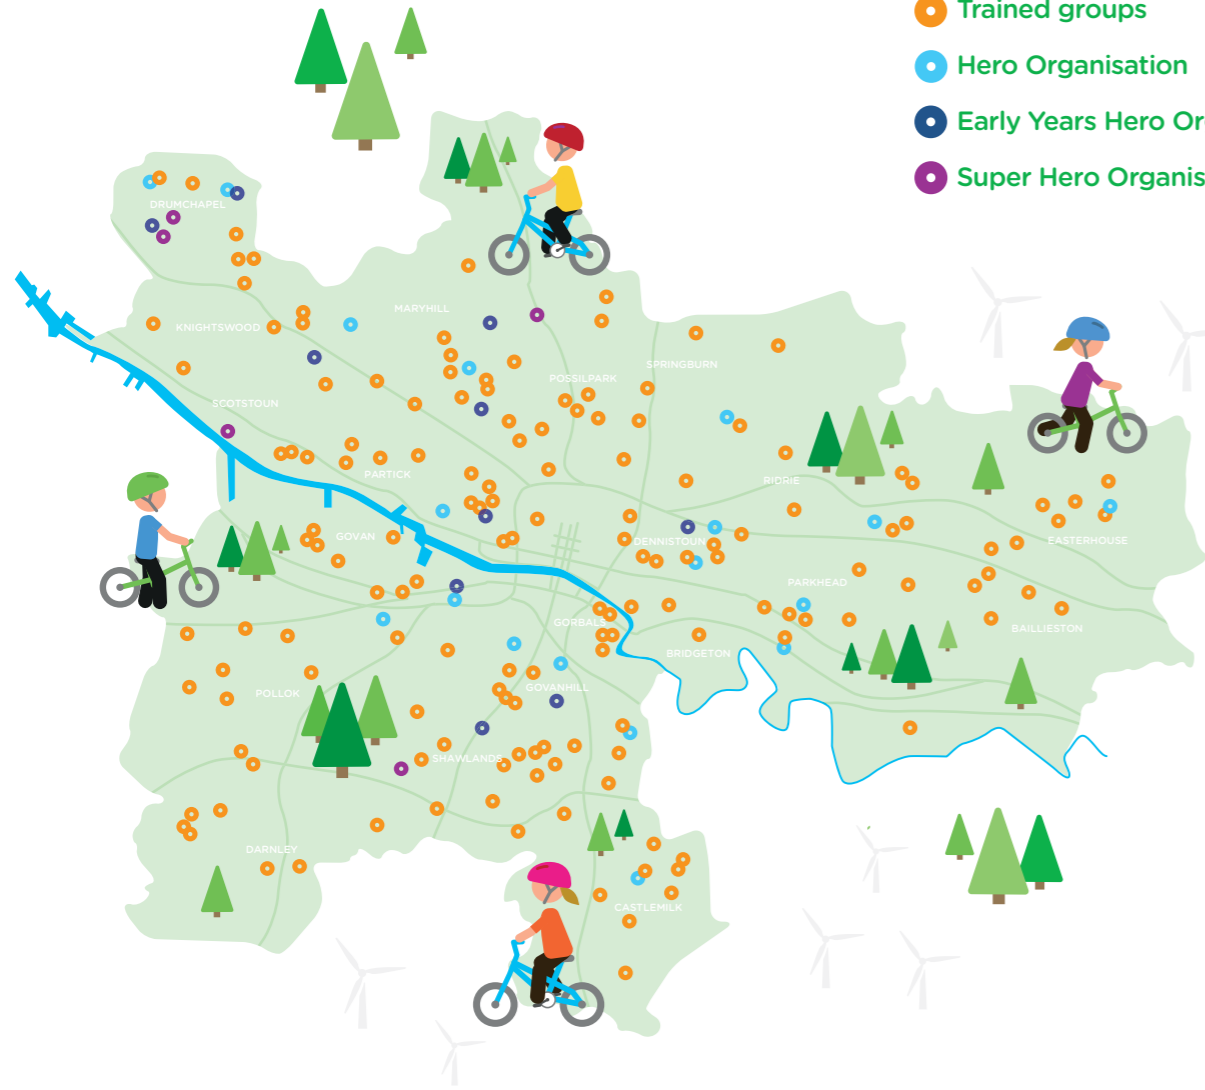 Trained groups
Hero Organisation
Early Years Hero Or
Super Hero Organis
DRUMCHAPEL
MARYHILL
KNIGHTSWOOD
SPRINGBURN
POSSILPARK
SCOTSTOUN
PARTICK
RIDRIE
GOVAN
DENNISTOUN
EASTERHOUSE
PARKHEAD
GORBALS
BAILLIESTON
BRIDGETON
POLLOK
GOVANHILL
SHAWLANDS
DARNLEY
CASTLEMILK